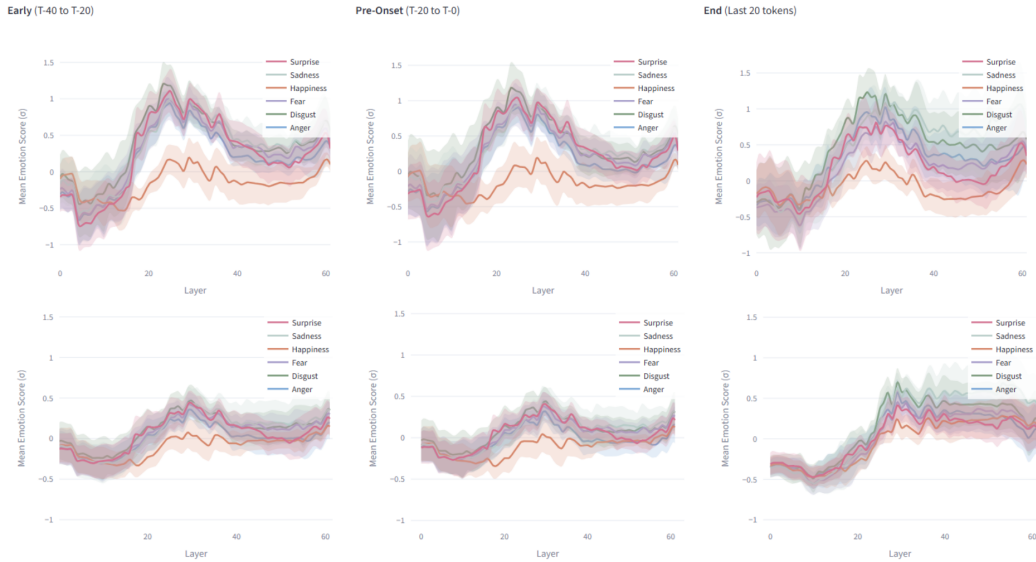 Early (T-40 to T-20)
Pre-Onset (T-20 to T-0)
End (Last 20 tokens)
Mean Emotion Score (σ)
1.5
1
0.5
0
−0.5
−1
0
20
40
60
Layer
Surprise
Sadness
Happiness
Fear
Disgust
Anger
Mean Emotion Score (σ)
1.5
1
0.5
0
−0.5
−1
0
20
40
60
Layer
Surprise
Sadness
Happiness
Fear
Disgust
Anger
Mean Emotion Score (σ)
1.5
1
0.5
0
−0.5
−1
0
20
40
60
Layer
Surprise
Sadness
Happiness
Fear
Disgust
Anger
Mean Emotion Score (σ)
1.5
1
0.5
0
−0.5
−1
20
40
60
Layer
Surprise
Sadness
Happiness
Fear
Disgust
Anger
Mean Emotion Score (σ)
1.5
1
0.5
0
−0.5
−1
0
20
40
60
Layer
Surprise
Sadness
Happiness
Fear
Disgust
Anger
Mean Emotion Score (σ)
1.5
1
0.5
0
−0.5
−1
0
20
40
60
Layer
Surprise
Sadness
Happiness
Fear
Disgust
Anger